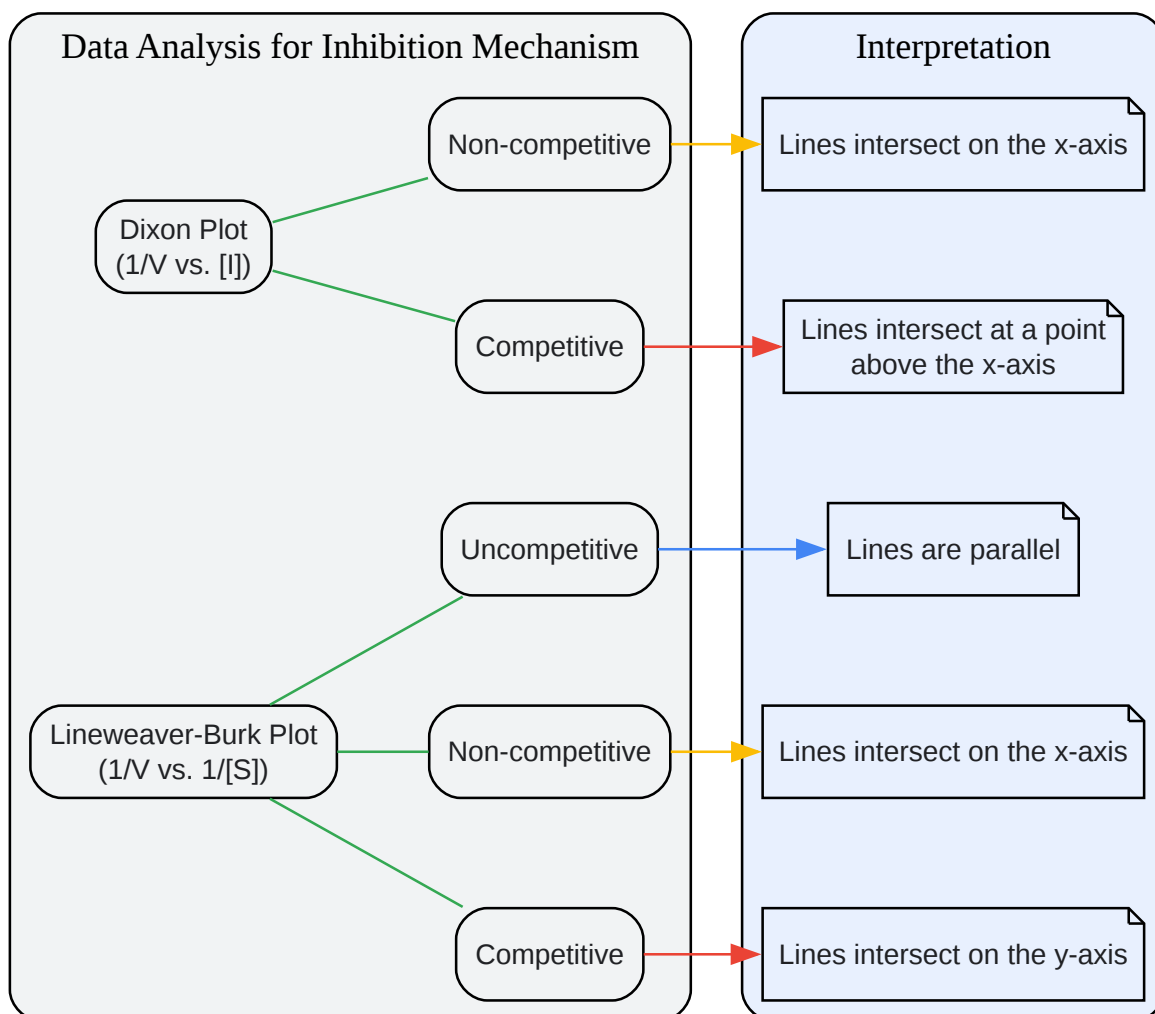 Data Analysis for Inhibition Mechanism
Interpretation
Non-competitive
Lines intersect on the x-axis
Dixon Plot
(1/V vs. [I])
Competitive
Lines intersect at a point
above the x-axis
Uncompetitive
Lines are parallel
Lineweaver-Burk Plot
(1/V vs. 1/[S])
Non-competitive
Lines intersect on the x-axis
Competitive
Lines intersect on the y-axis